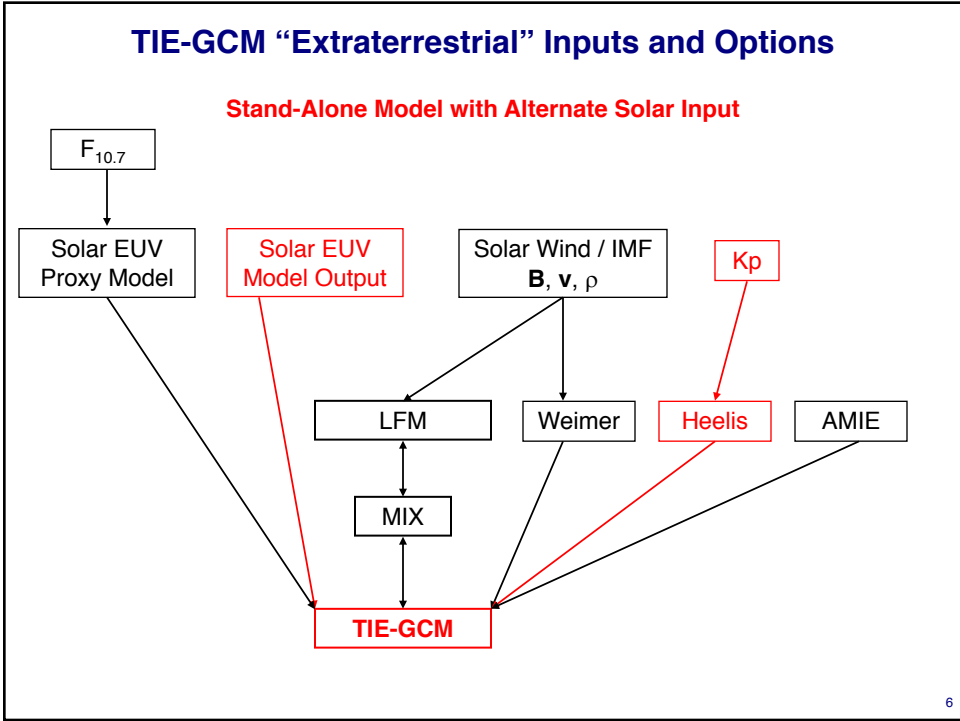 TIE-GCM “Extraterrestrial” Inputs and Options
Stand-Alone Model with Alternate Solar Input
F10.7
Solar EUV
Proxy Model
Solar EUV
Model Output
Solar Wind / IMF
B, v, ρ
Kp
LFM
Weimer
Heelis
AMIE
MIX
TIE-GCM
6